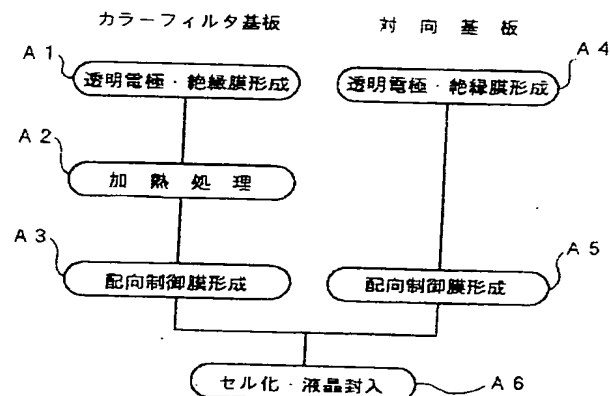 カラーフィルタ基板
対向基板
A1
透明電極・絶縁膜形成
透明電極・絶縁膜形成
A4
A2
加熱処理
A3
配向制御膜形成
配向制御膜形成
A5
セル化・液晶封入
A6